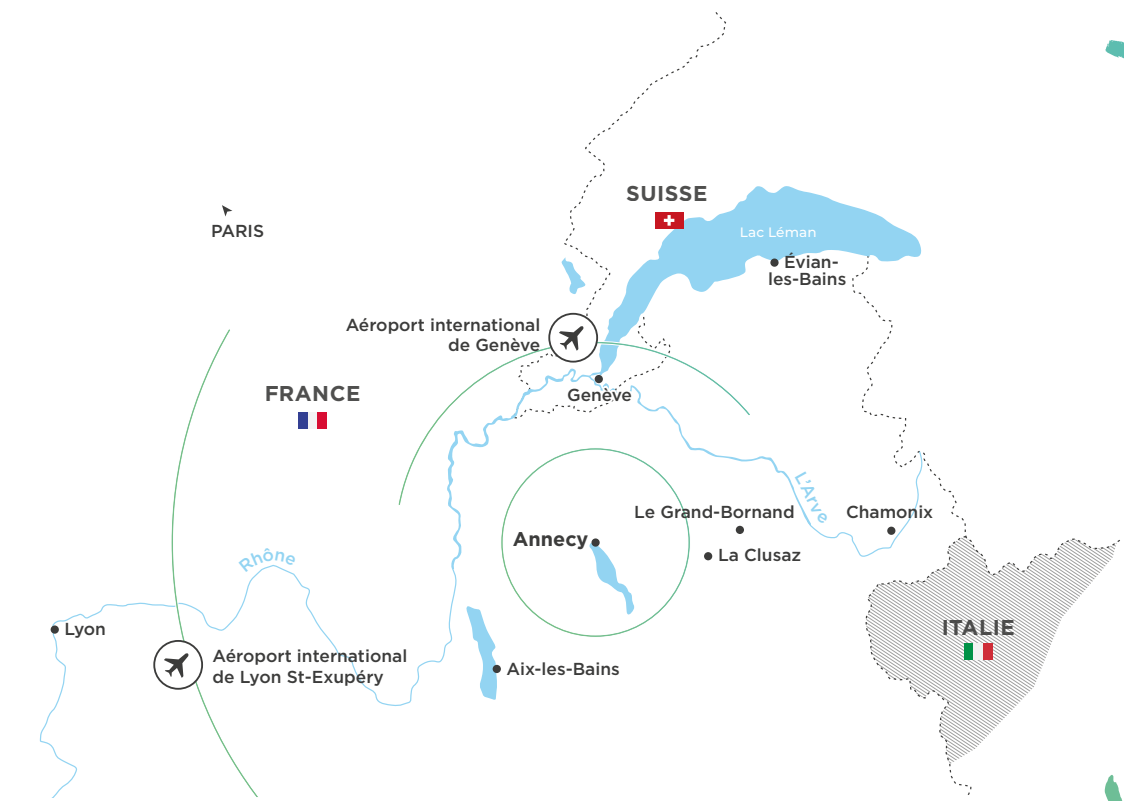 SUISSE
PARIS
Lac Léman
Évian-
les-Bains
Aéroport international
de Genève
FRANCE
Genève
L'Arve
Le Grand-Bornand
Chamonix
Annecy
La Clusaz
Rhône
Lyon
ITALIE
Aéroport international
de Lyon St-Exupéry
Aix-les-Bains